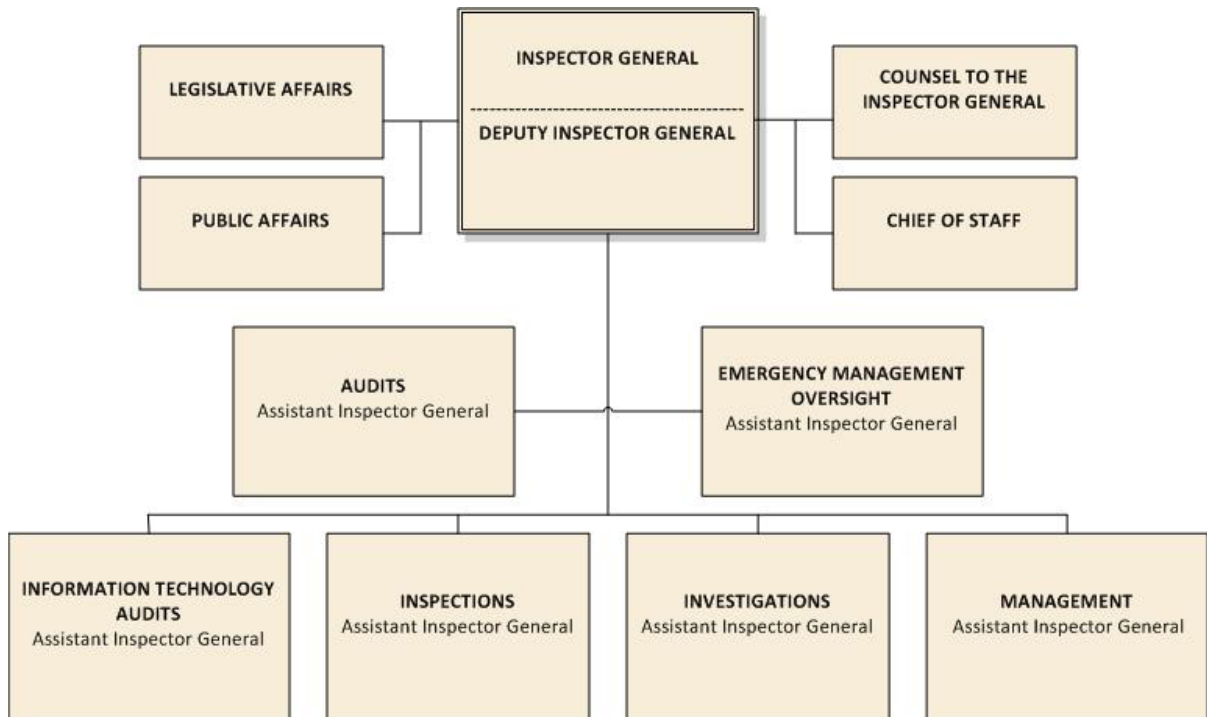 INSPECTOR GENERAL
DEPUTY INSPECTOR GENERAL
LEGISLATIVE AFFAIRS
PUBLIC AFFAIRS
COUNSEL TO THE
INSPECTOR GENERAL
CHIEF OF STAFF
AUDITS
Assistant Inspector General
EMERGENCY MANAGEMENT
OVERSIGHT
Assistant Inspector General
INFORMATION TECHNOLOGY
AUDITS
Assistant Inspector General
INSPECTIONS
Assistant Inspector General
INVESTIGATIONS
Assistant Inspector General
MANAGEMENT
Assistant Inspector General